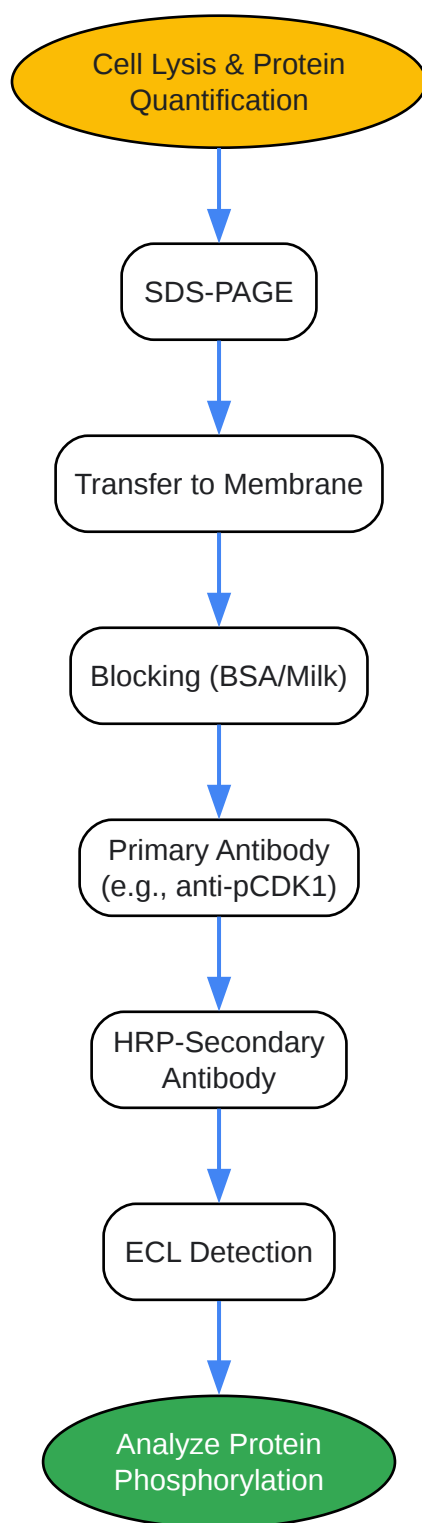 Cell Lysis & Protein
Quantification
SDS-PAGE
Transfer to Membrane
Blocking (BSA/Milk)
Primary Antibody
(e.g., anti-pCDK1)
HRP-Secondary
Antibody
ECL Detection
Analyze Protein
Phosphorylation